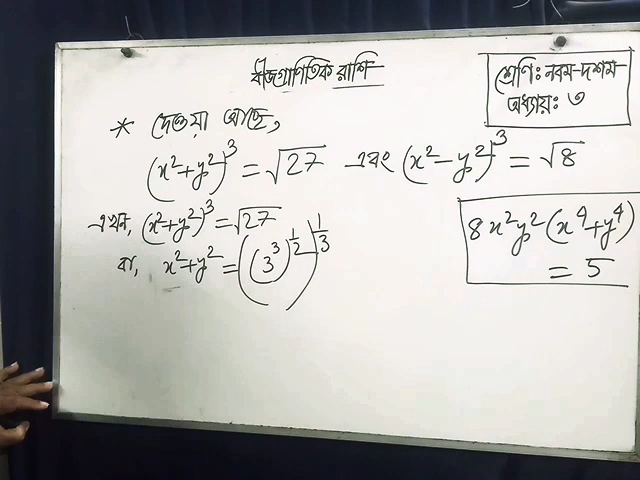 বীজগাণিতিক রাশি
শ্রেণি: নবম-দশম
অধ্যায়: ৩
* দেওয়া আছে,
(x²+y²)³ = √27 এবং (x²-y²)³ = √8
এখন, (x²+y²)³ = √27
বা, x²+y² = ((3³)^½)^⅓
8x²y²(x⁴+y⁴)
= 5